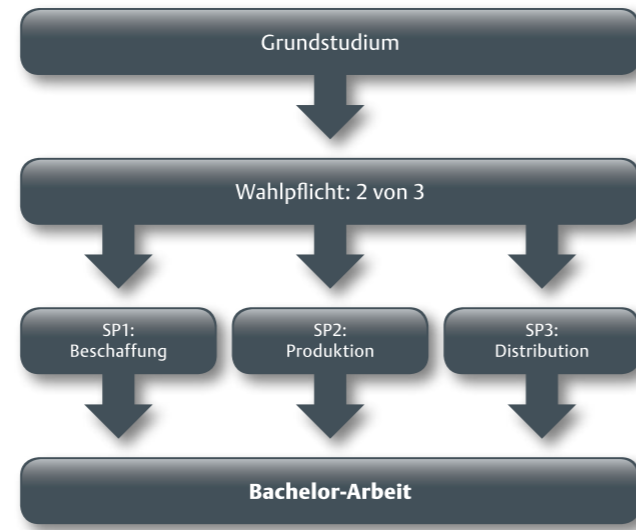 Grundstudium
Wahlpflicht: 2 von 3
SP1:
Beschaffung
SP2:
Produktion
SP3:
Distribution
Bachelor-Arbeit